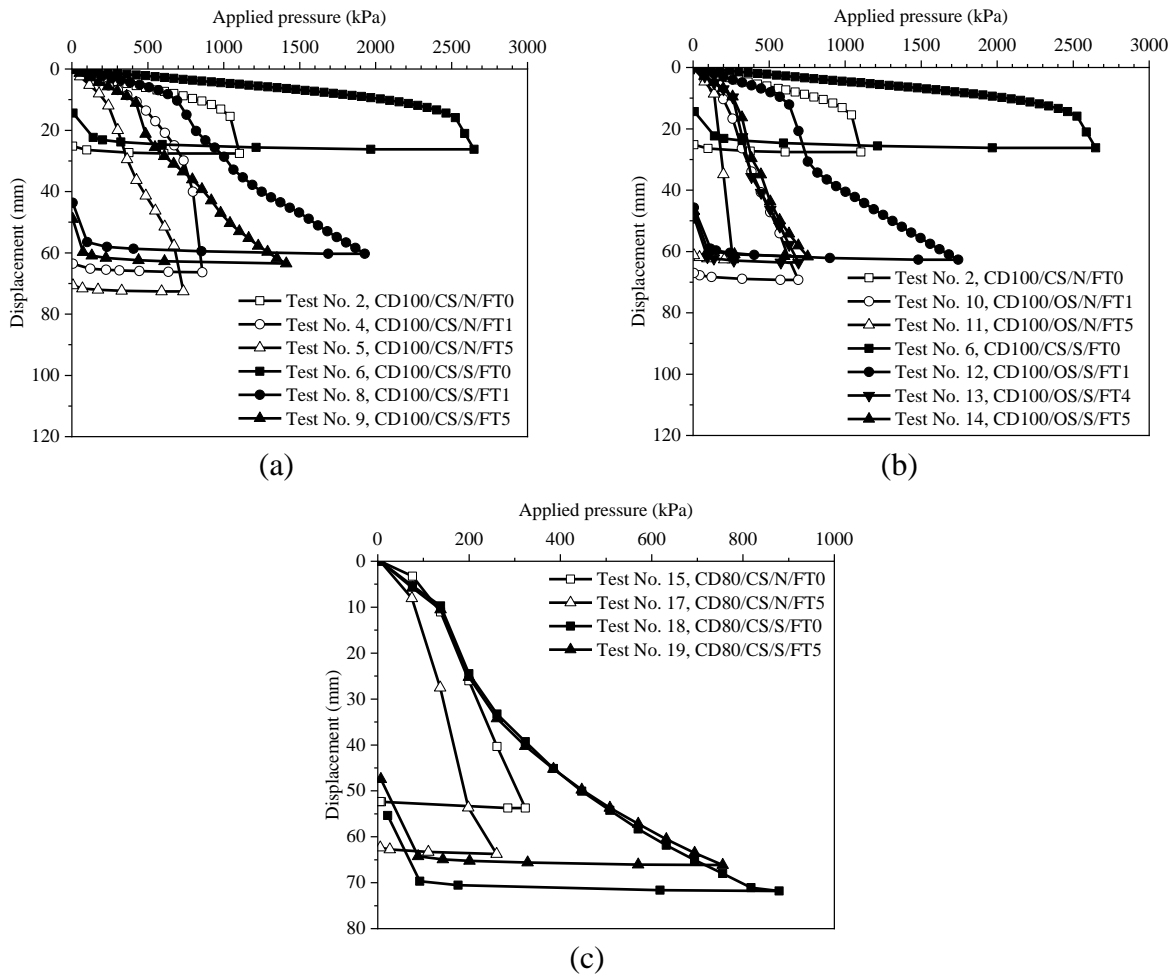 Applied pressure (kPa)
0 500 1000 1500 2000 2500 3000
0
20
40
60
80
100
120
Displacement (mm)
Test No. 2, CD100/CS/N/FT0
Test No. 4, CD100/CS/N/FT1
Test No. 5, CD100/CS/N/FT5
Test No. 6, CD100/CS/S/FT0
Test No. 8, CD100/CS/S/FT1
Test No. 9, CD100/CS/S/FT5
(a)
Applied pressure (kPa)
0 500 1000 1500 2000 2500 3000
0
20
40
60
80
100
120
Displacement (mm)
Test No. 2, CD100/CS/N/FT0
Test No. 10, CD100/OS/N/FT1
Test No. 11, CD100/OS/N/FT5
Test No. 6, CD100/CS/S/FT0
Test No. 12, CD100/OS/S/FT1
Test No. 13, CD100/OS/S/FT4
Test No. 14, CD100/OS/S/FT5
(b)
Applied pressure (kPa)
0 200 400 600 800 1000
0
10
20
30
40
50
60
70
80
Displacement (mm)
Test No. 15, CD80/CS/N/FT0
Test No. 17, CD80/CS/N/FT5
Test No. 18, CD80/CS/S/FT0
Test No. 19, CD80/CS/S/FT5
(c)